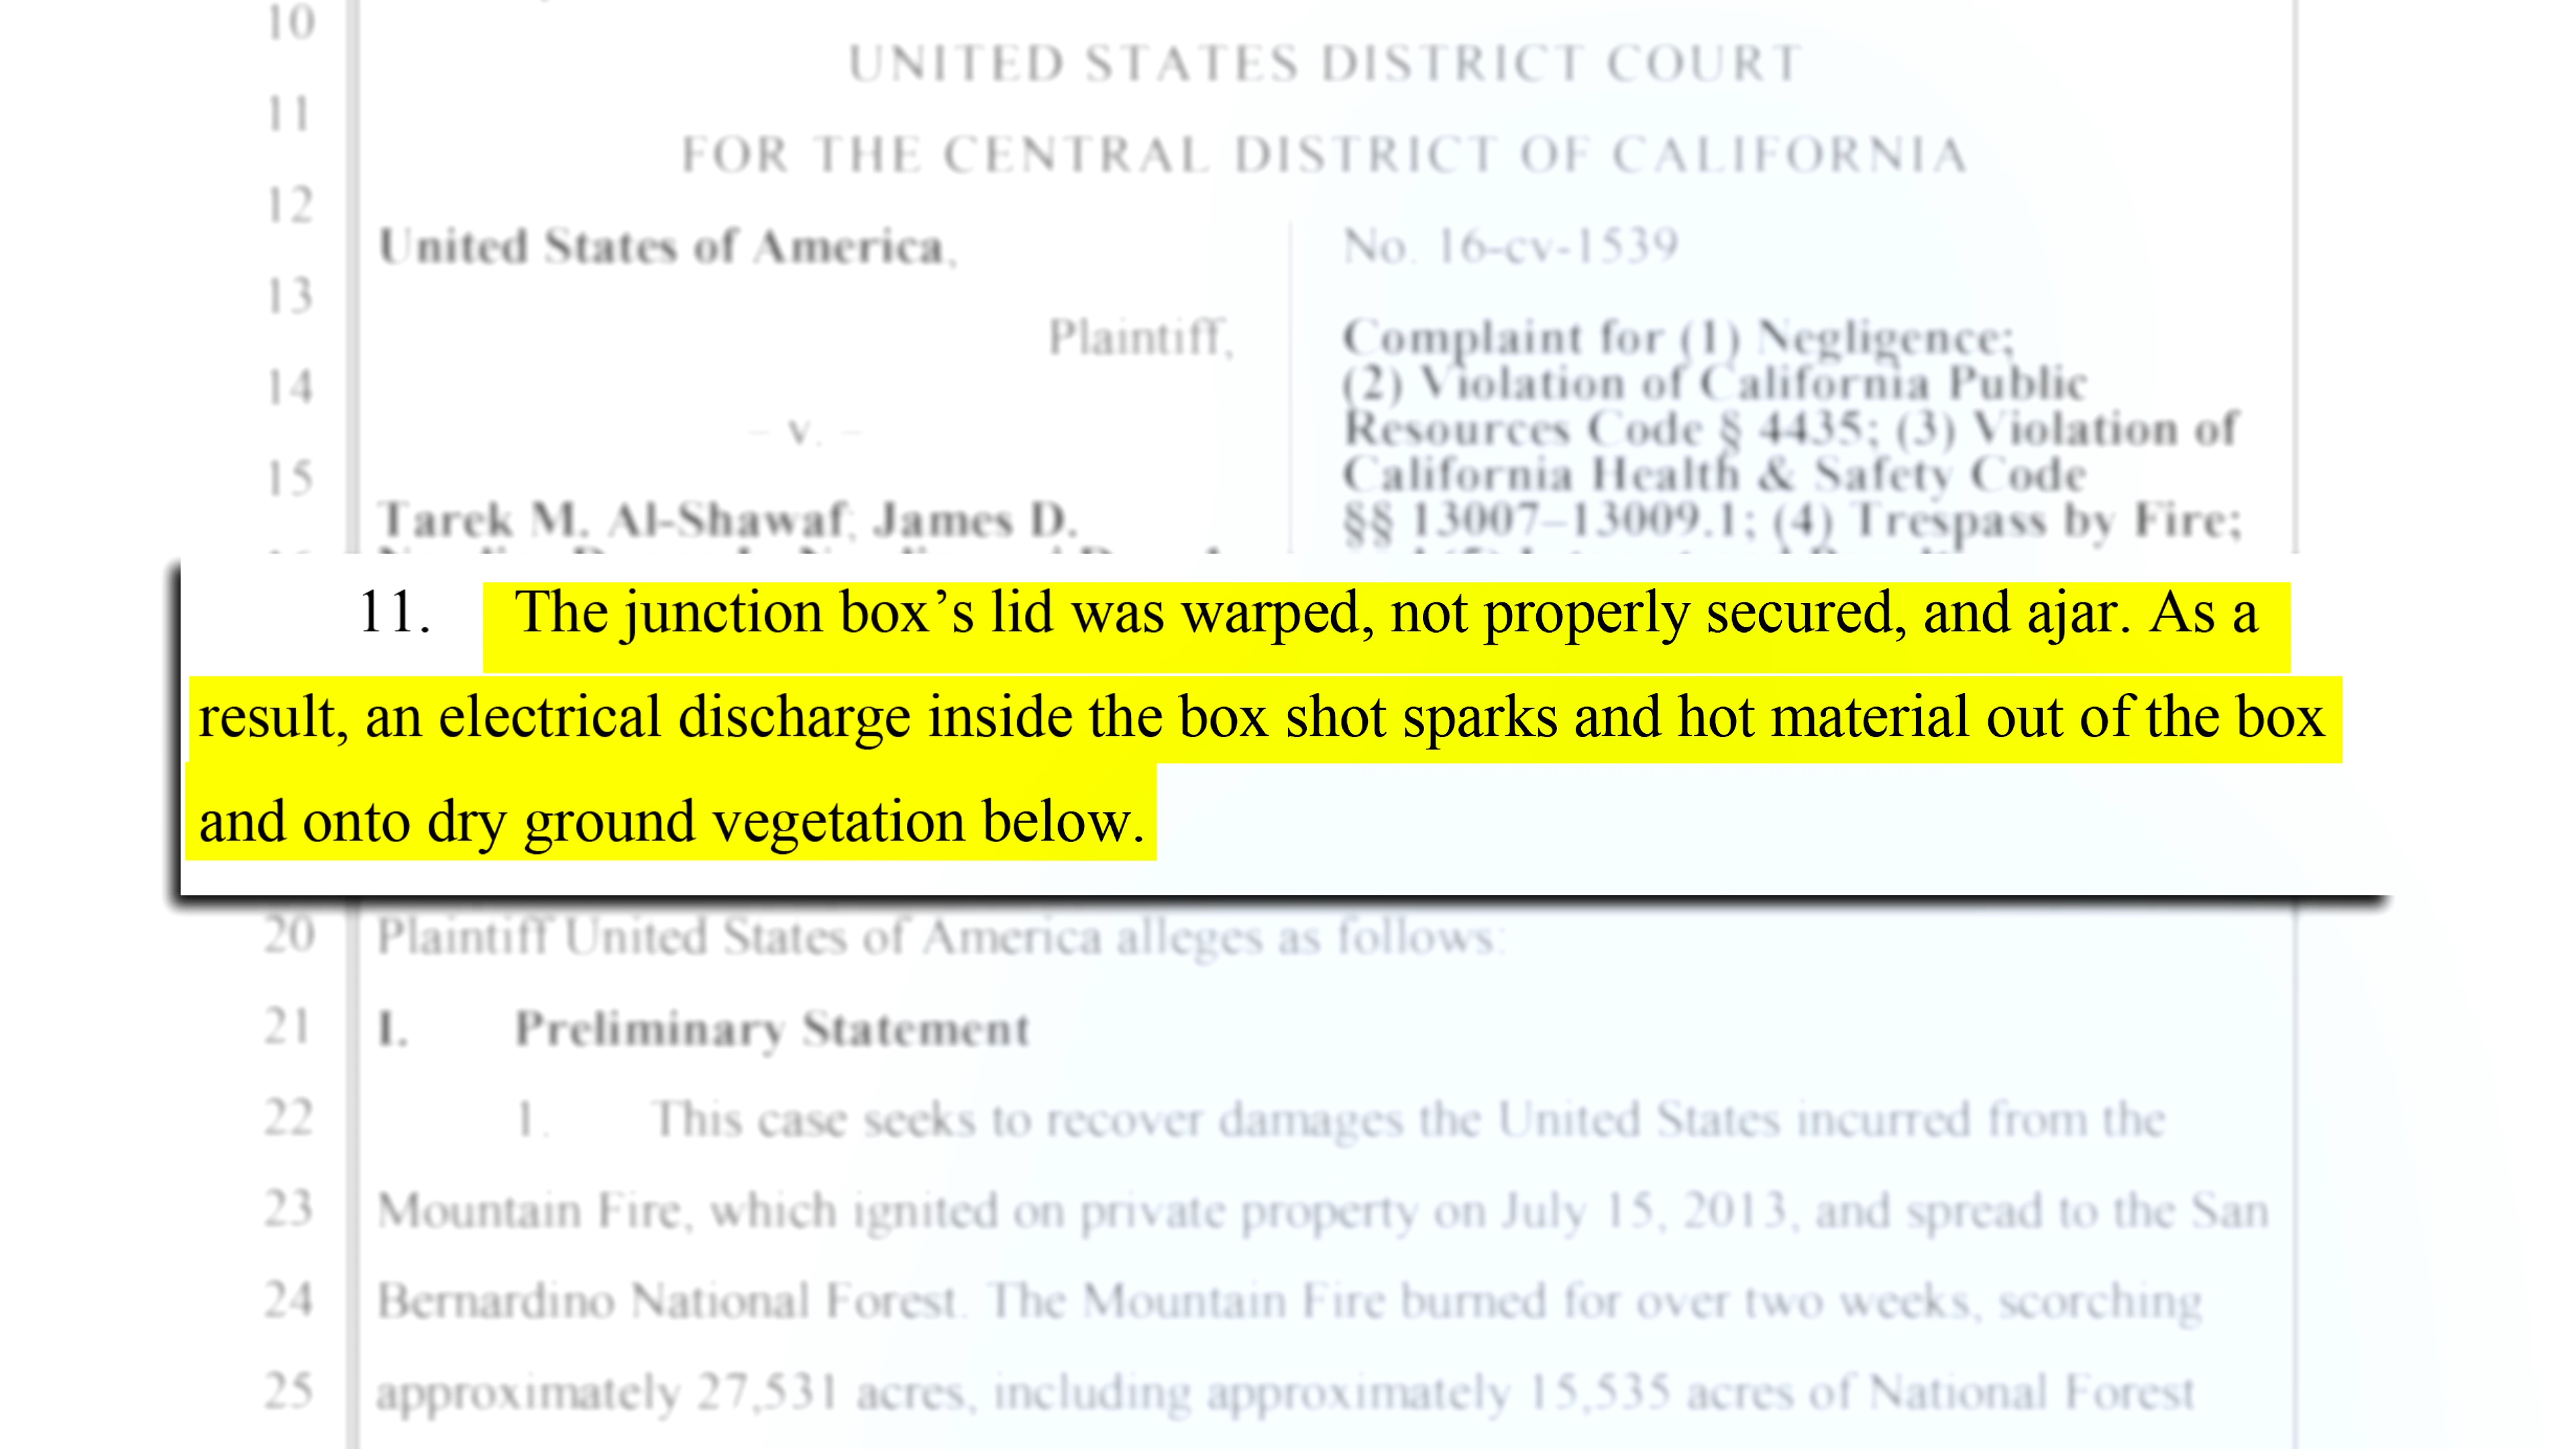 10
UNITED STATES DISTRICT COURT
11
FOR THE CENTRAL DISTRICT OF CALIFORNIA
12
United States of America,
No. 16-cv-1539
13
Plaintiff,
Complaint for (1) Negligence;
14
(2) Violation of California Public
– v. –
Resources Code § 4435; (3) Violation of
15
California Health & Safety Code
Tarek M. Al-Shawaf, James D.
§§ 13007–13009.1; (4) Trespass by Fire;
11. The junction box’s lid was warped, not properly secured, and ajar. As a
result, an electrical discharge inside the box shot sparks and hot material out of the box
and onto dry ground vegetation below.
20 Plaintiff United States of America alleges as follows:
21 I. Preliminary Statement
22 1. This case seeks to recover damages the United States incurred from the
23 Mountain Fire, which ignited on private property on July 15, 2013, and spread to the San
24 Bernardino National Forest. The Mountain Fire burned for over two weeks, scorching
25 approximately 27,531 acres, including approximately 15,535 acres of National Forest